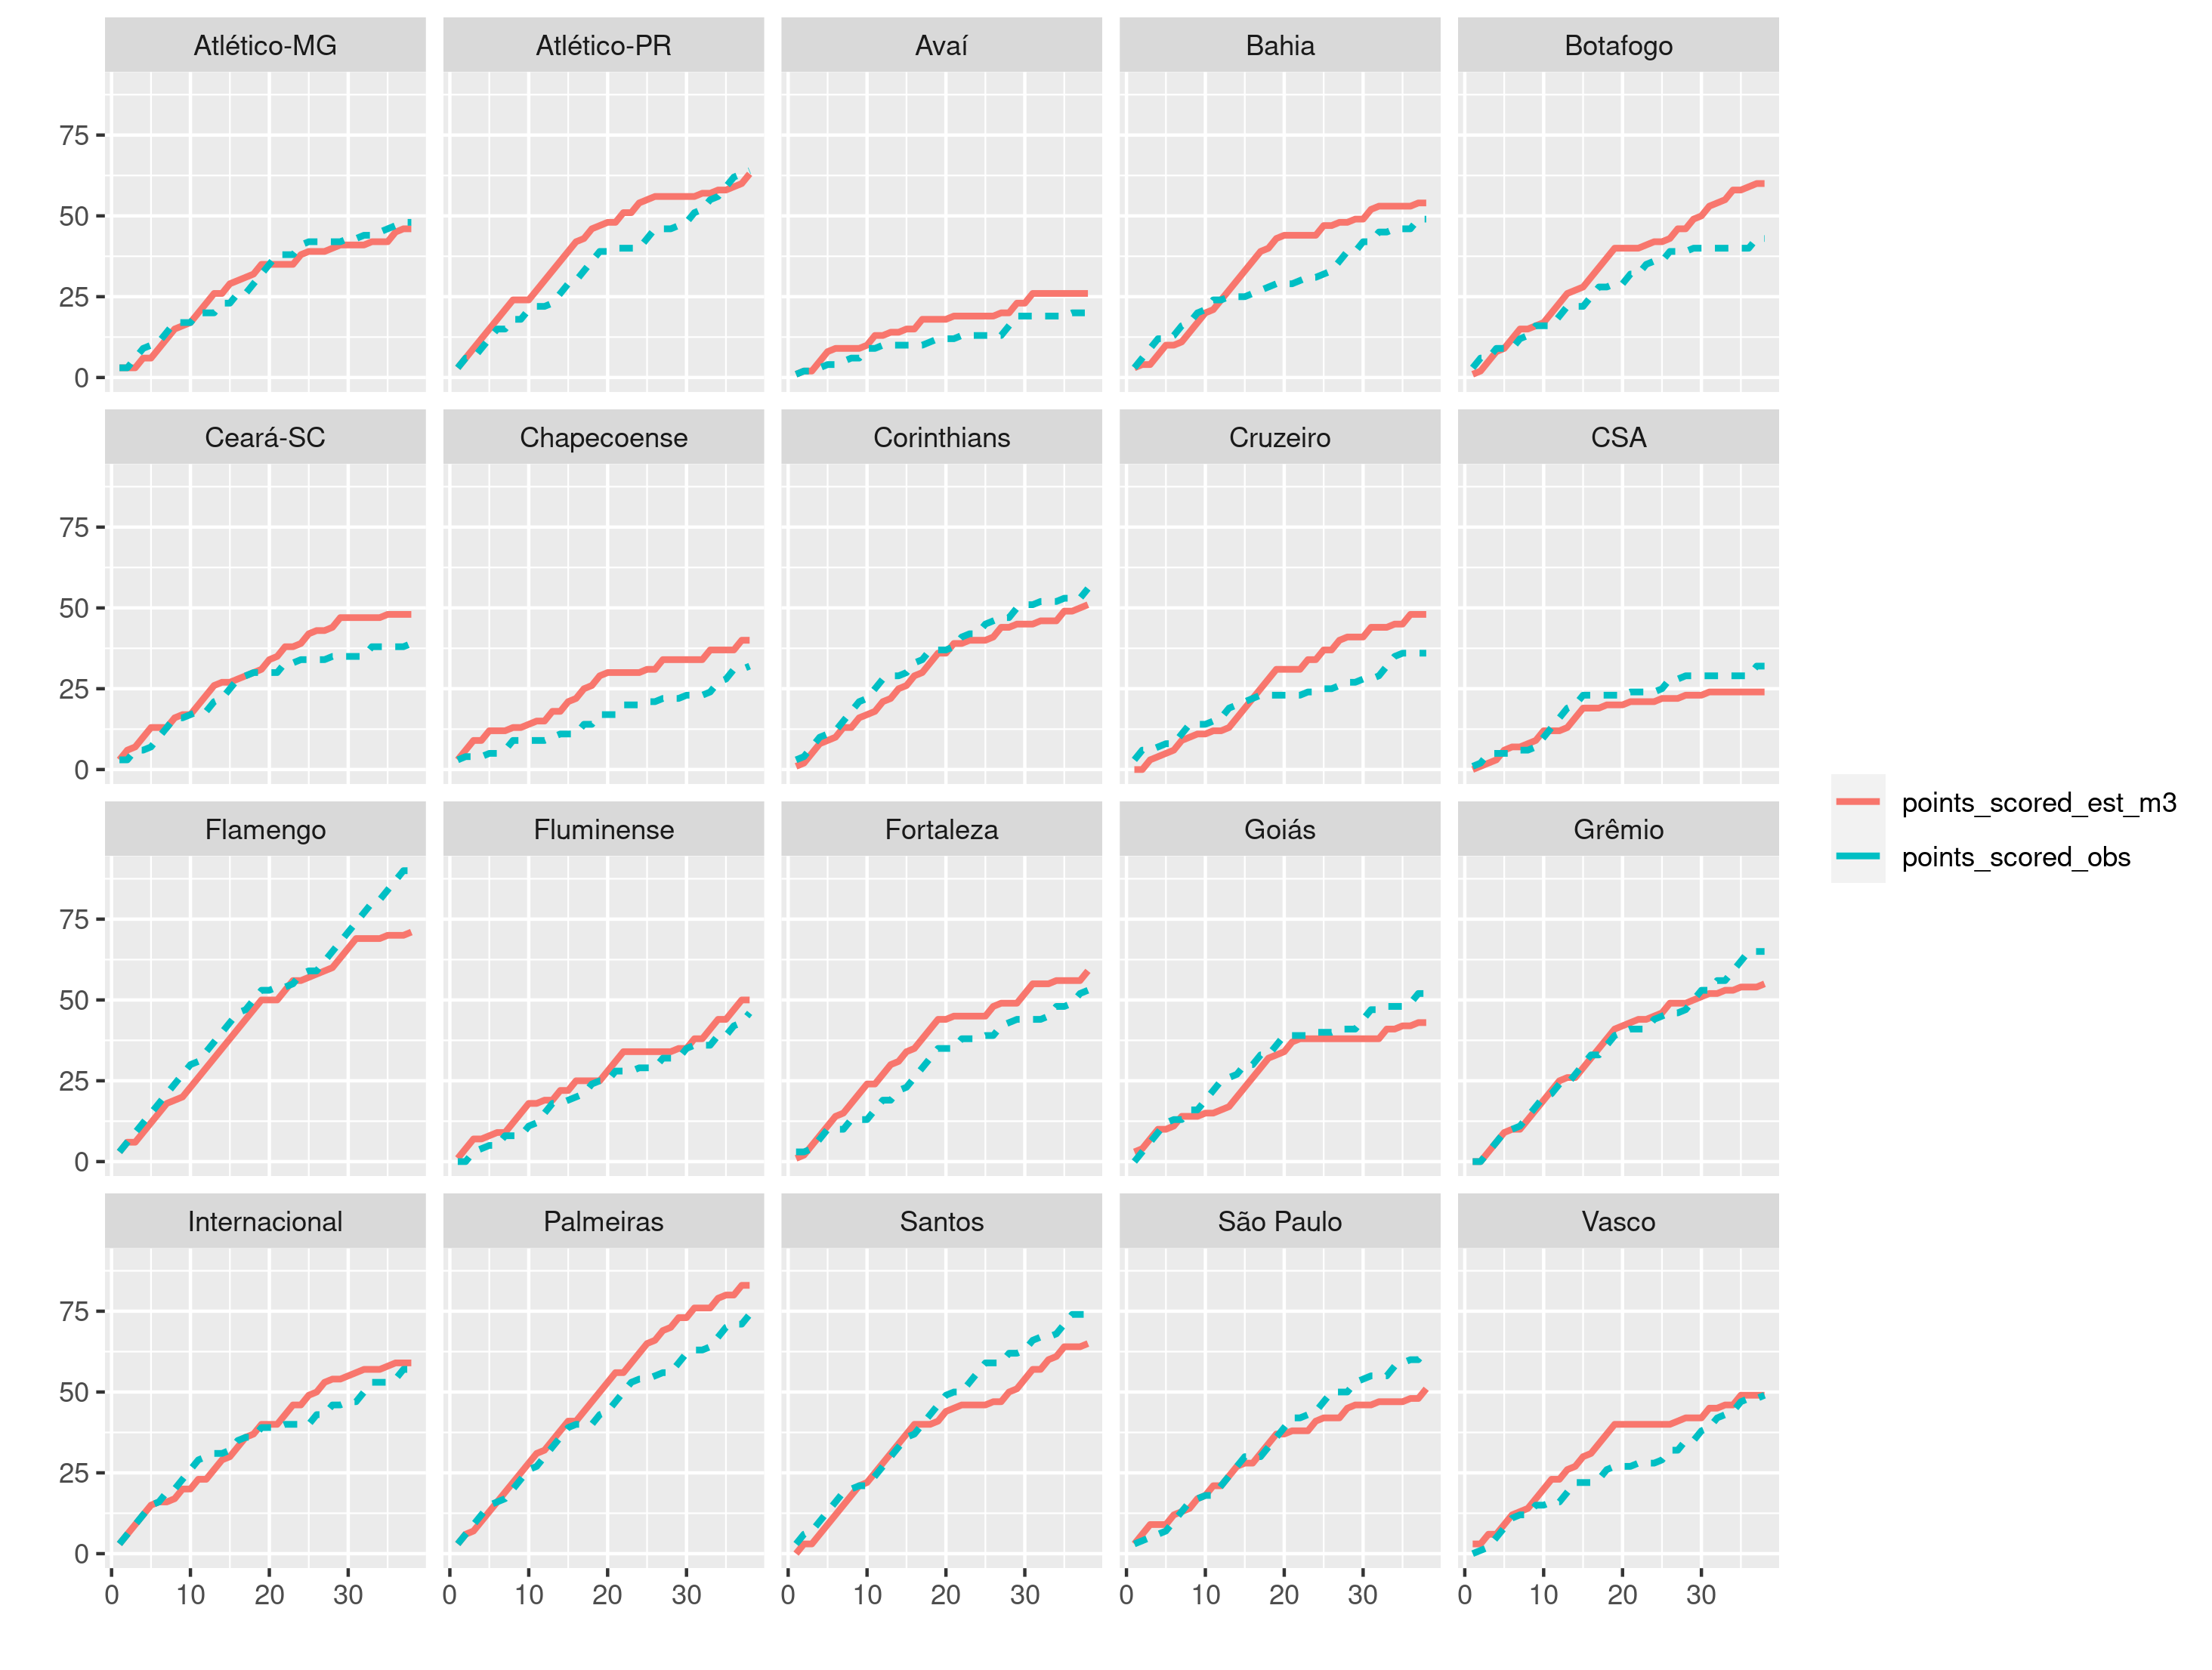 Atlético-MG Atlético-PR Avaí Bahia Botafogo
75
50
25
0
Ceará-SC Chapecoense Corinthians Cruzeiro CSA
75
50
25
0
points_scored_est_m3
points_scored_obs
Flamengo Fluminense Fortaleza Goiás Grêmio
75
50
25
0
Internacional Palmeiras Santos São Paulo Vasco
75
50
25
0
0 10 20 30 0 10 20 30 0 10 20 30 0 10 20 30 0 10 20 30